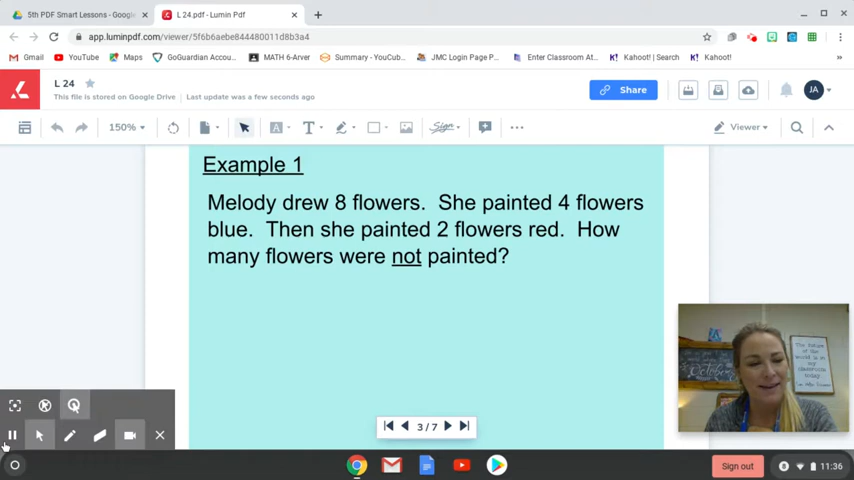 5th PDF Smart Lessons - Google
L 24.pdf - Lumin Pdf
app.luminpdf.com/viewer/5f6b6aebe844480011d8b3a4
Gmail
YouTube
Maps
GoGuardian Accou...
MATH 6-Arver
Summary - YouCub...
JMC Login Page P...
Enter Classroom At...
Kahoot! | Search
Kahoot!
L 24
This file is stored on Google Drive | Last update was a few seconds ago
Share
JA
150%
T
Sign
Viewer
Example 1
Melody drew 8 flowers. She painted 4 flowers
blue. Then she painted 2 flowers red. How
many flowers were not painted?
October
3 / 7
Sign out
11:36